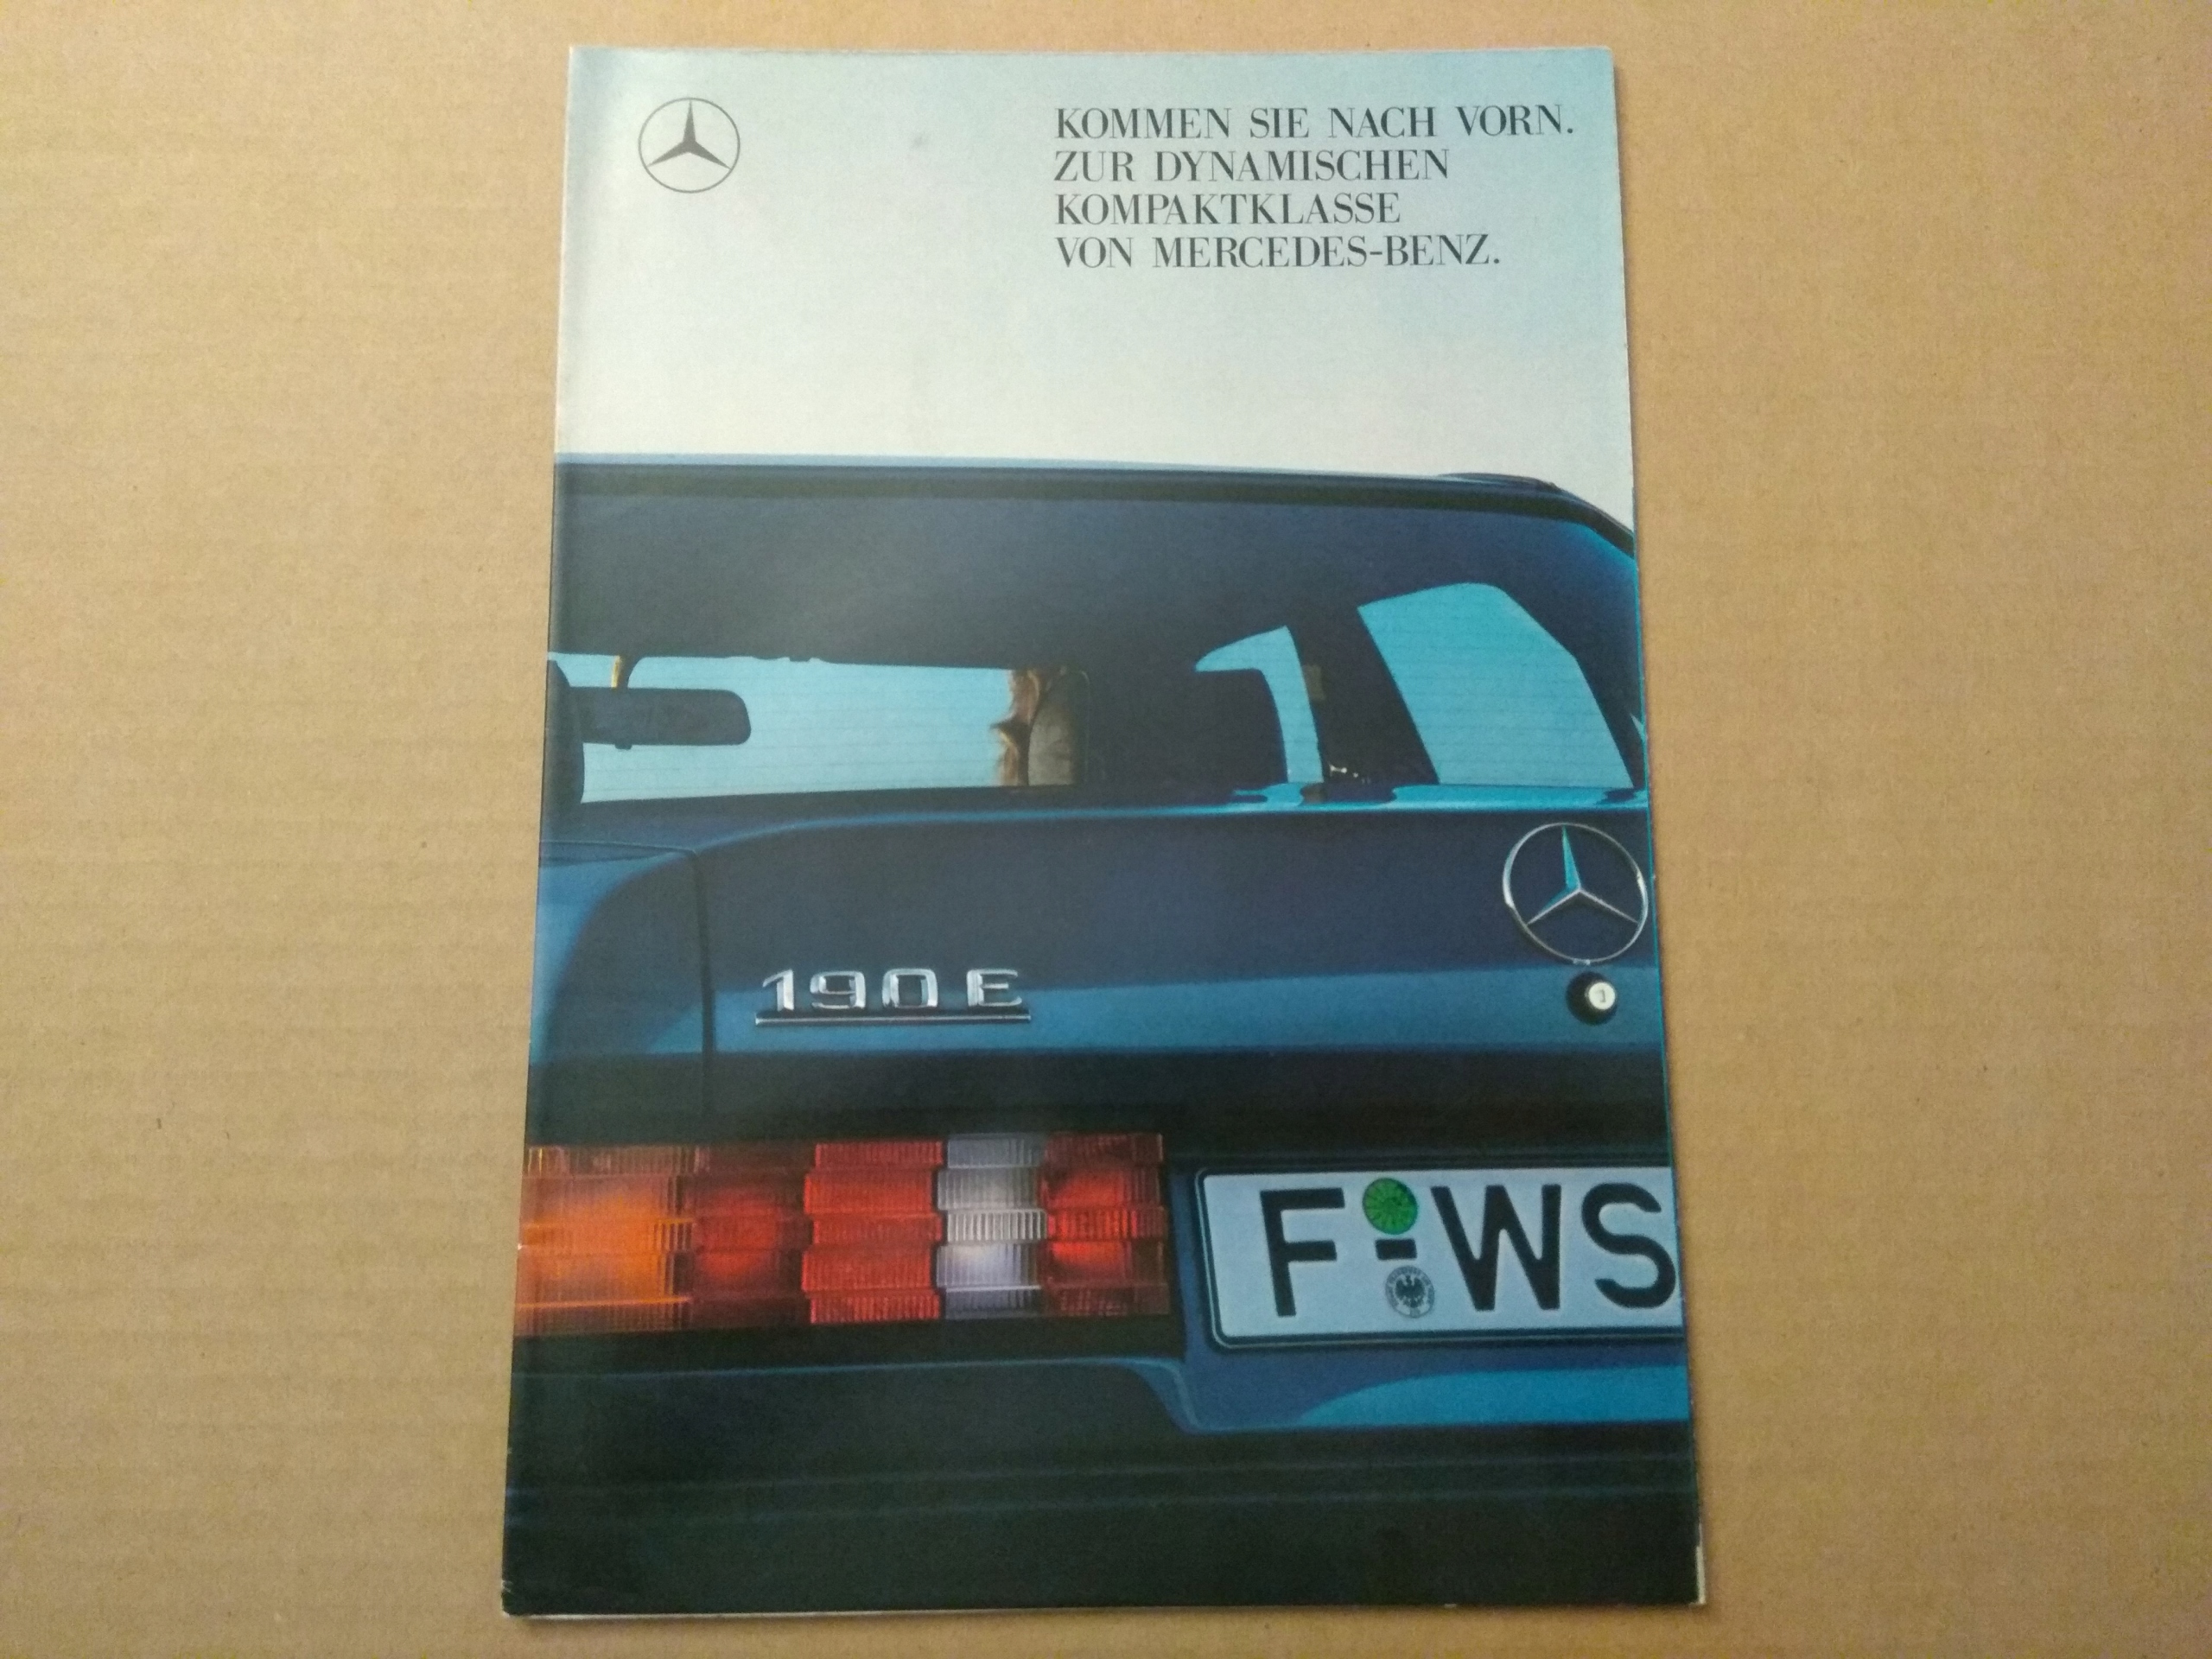 KOMMEN SIE NACH VORN.
ZUR DYNAMISCHEN
KOMPAKTKLASSE
VON MERCEDES-BENZ.
190 E
F-WS